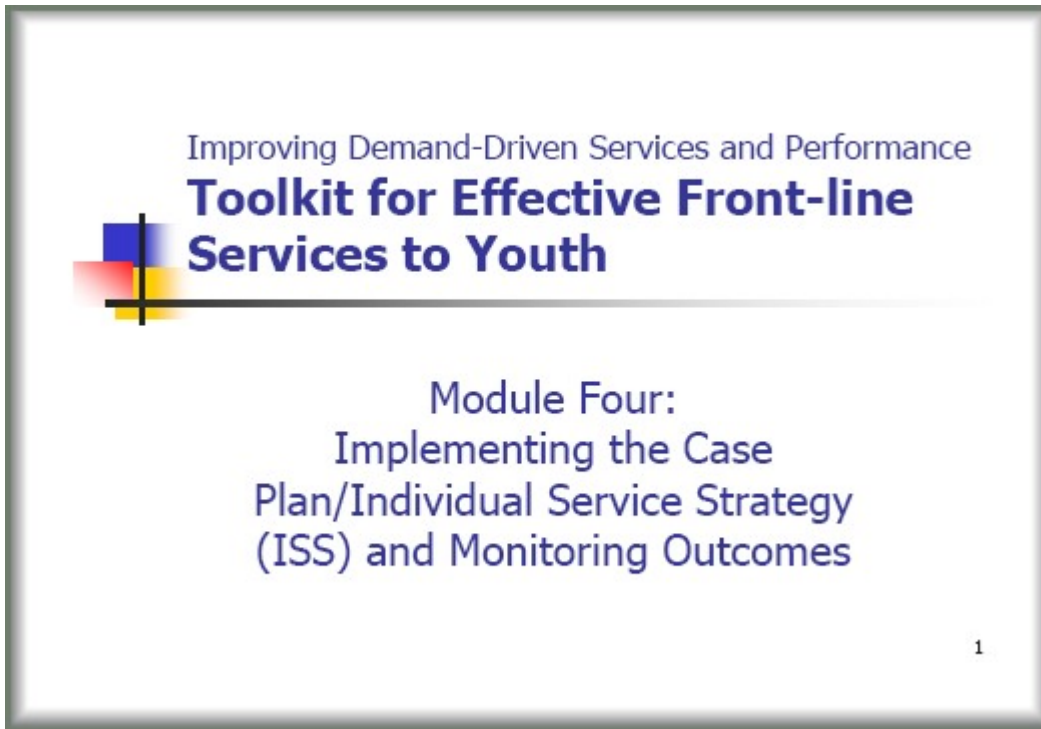 Improving Demand-Driven Services and Performance
Toolkit for Effective Front-line
Services to Youth
Module Four:
Implementing the Case
Plan/Individual Service Strategy
(ISS) and Monitoring Outcomes
1